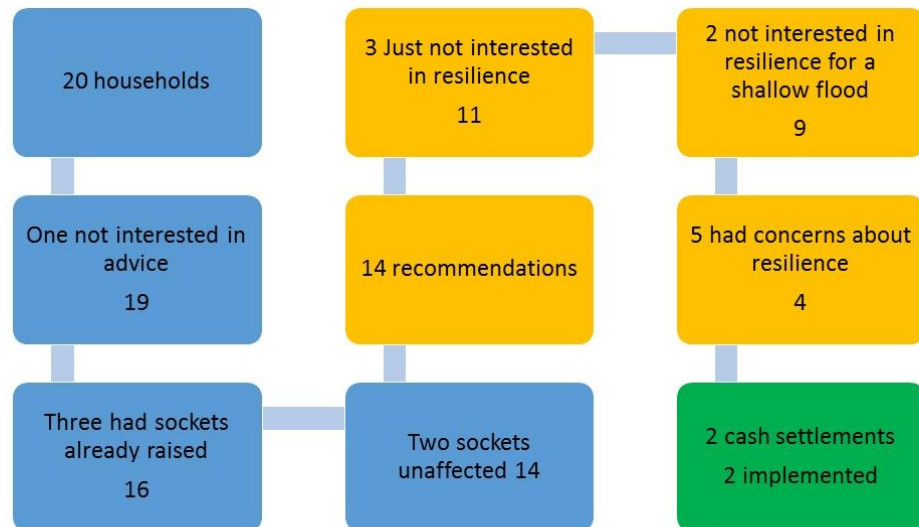 20 households
One not interested in
advice
19
Three had sockets
already raised
16
Two sockets
unaffected 14
14 recommendations
3 Just not interested
in resilience
11
2 not interested in
resilience for a
shallow flood
9
5 had concerns about
resilience
4
2 cash settlements
2 implemented